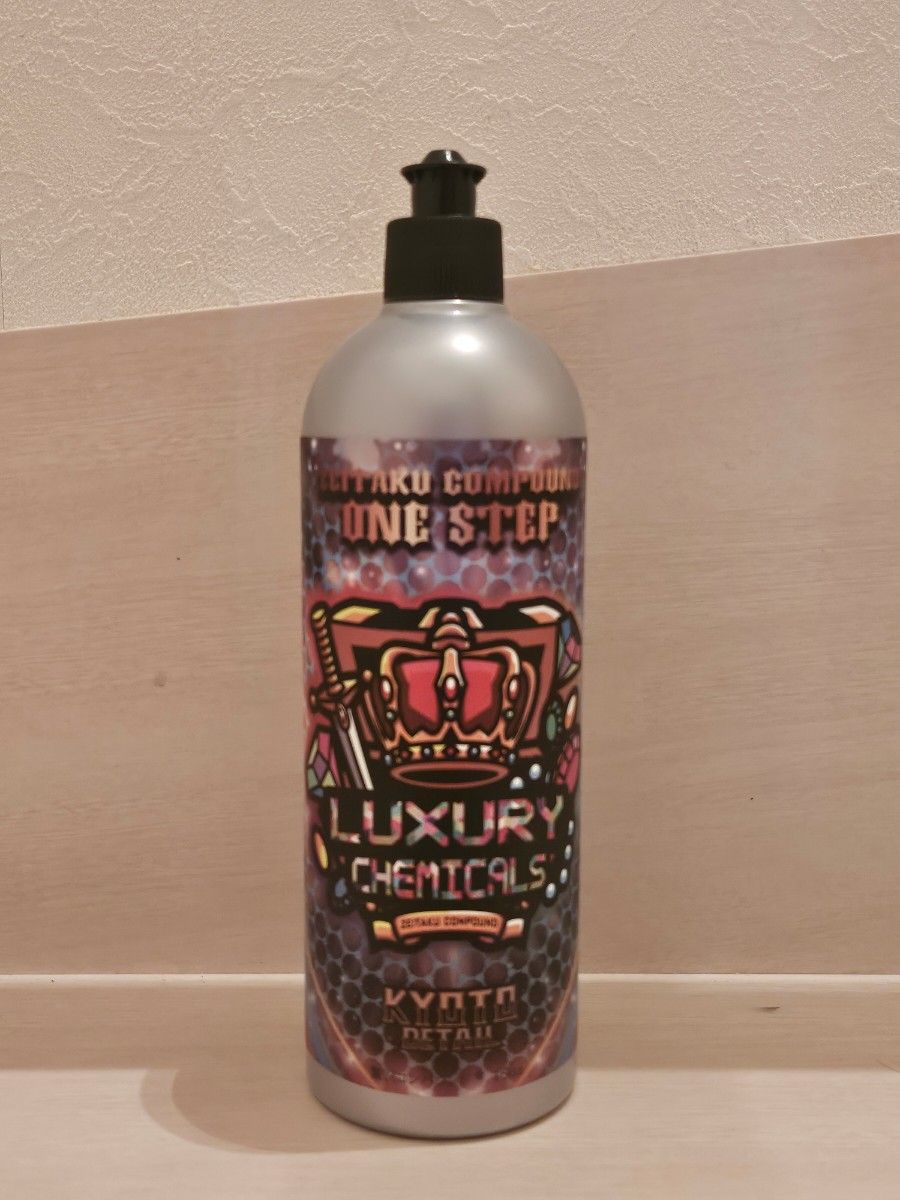 ZEITAKU COMPOUND
ONE STEP
LUXURY
CHEMICALS
ZEITAKU COMPOUND
KYOTO
DETAIL